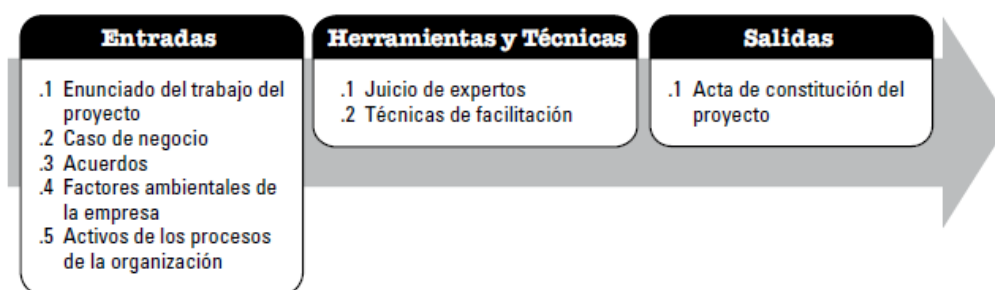 Entradas
.1 Enunciado del trabajo del
proyecto
.2 Caso de negocio
.3 Acuerdos
.4 Factores ambientales de
la empresa
.5 Activos de los procesos
de la organización
Herramientas y Técnicas
.1 Juicio de expertos
.2 Técnicas de facilitación
Salidas
.1 Acta de constitución del
proyecto